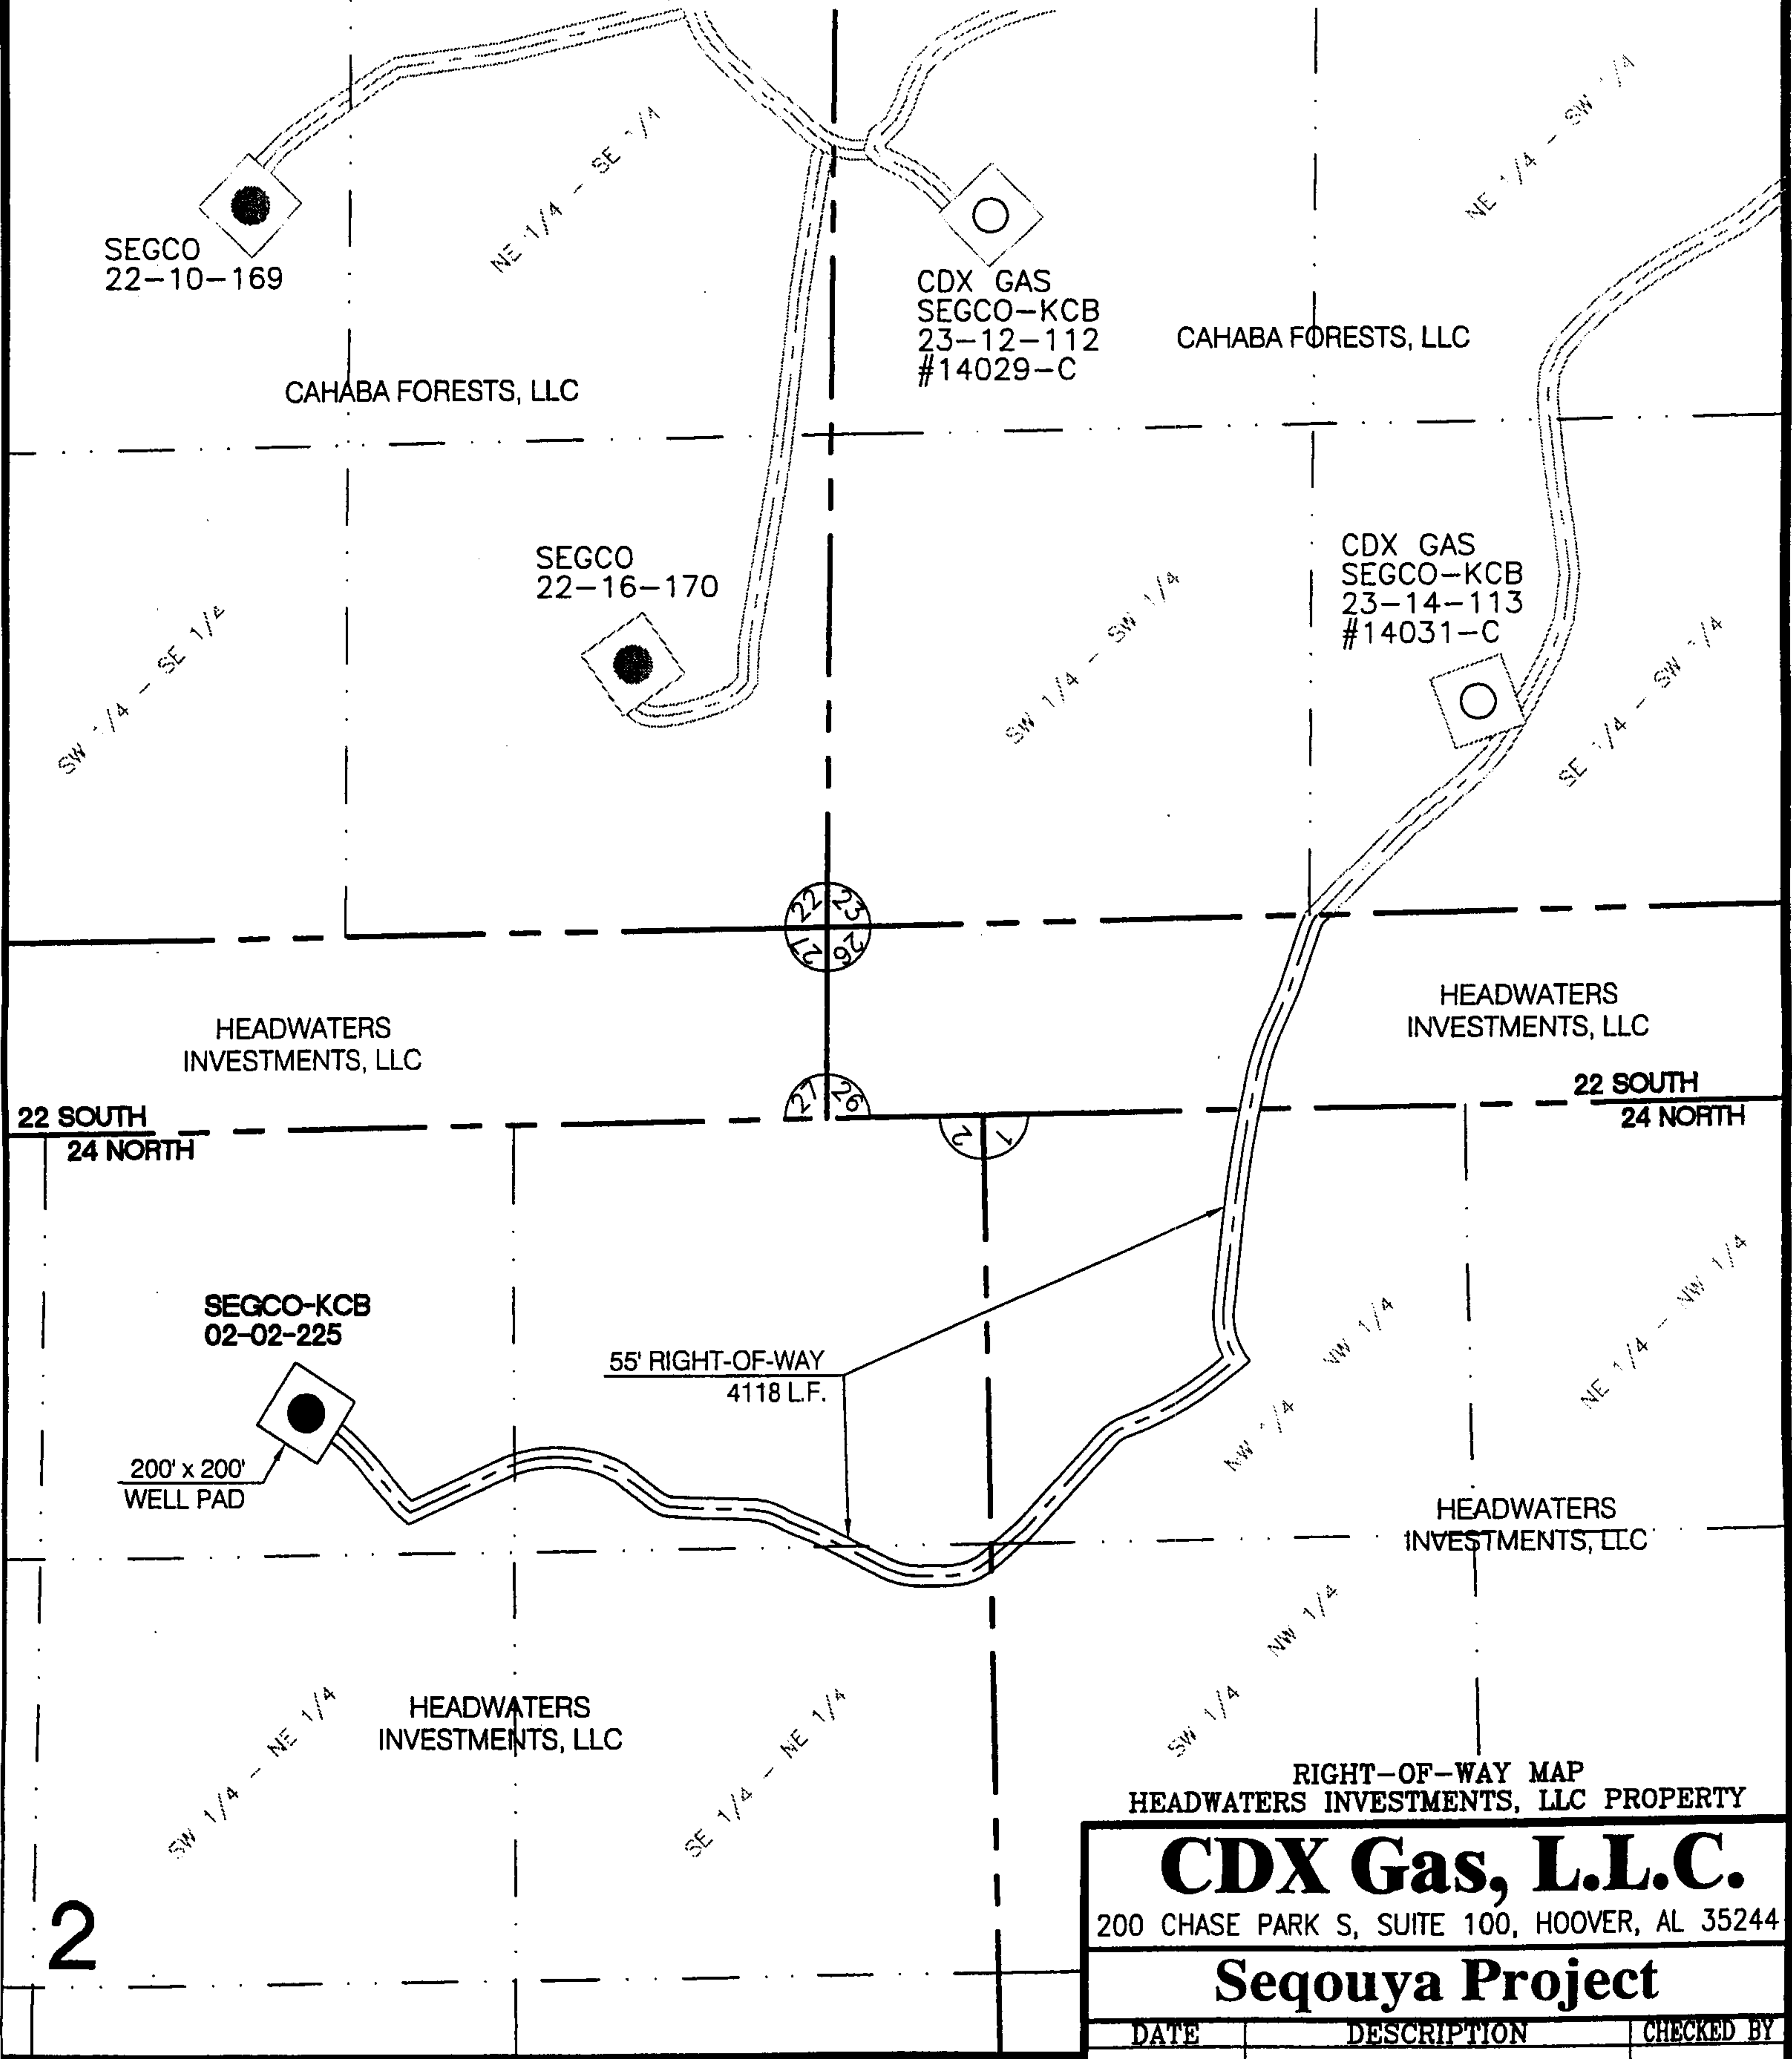 NE 1/4 - SE 1/4
NE 1/4 - SW 1/4
SEGCO
22-10-169
CDX GAS
SEGCO-KCB
23-12-112
#14029-C
CAHABA FORESTS, LLC
CAHABA FORESTS, LLC
SEGCO
22-16-170
CDX GAS
SEGCO-KCB
23-14-113
#14031-C
SW 1/4 - SE 1/4
SW 1/4 - SW 1/4
SE 1/4 - SW 1/4
22 23
27 26
HEADWATERS
INVESTMENTS, LLC
HEADWATERS
INVESTMENTS, LLC
27 26
22 SOUTH
24 NORTH
22 SOUTH
24 NORTH
2 1
SEGCO-KCB
02-02-225
55' RIGHT-OF-WAY
4118 L.F.
200' x 200'
WELL PAD
NW 1/4 NW 1/4
NE 1/4 - NW 1/4
HEADWATERS
INVESTMENTS, LLC
SW 1/4 NW 1/4
HEADWATERS
INVESTMENTS, LLC
SW 1/4 - NE 1/4
SE 1/4 - NE 1/4
2
RIGHT-OF-WAY MAP
HEADWATERS INVESTMENTS, LLC PROPERTY
CDX Gas, L.L.C.
200 CHASE PARK S, SUITE 100, HOOVER, AL 35244
Seqouya Project
DATE DESCRIPTION CHECKED BY